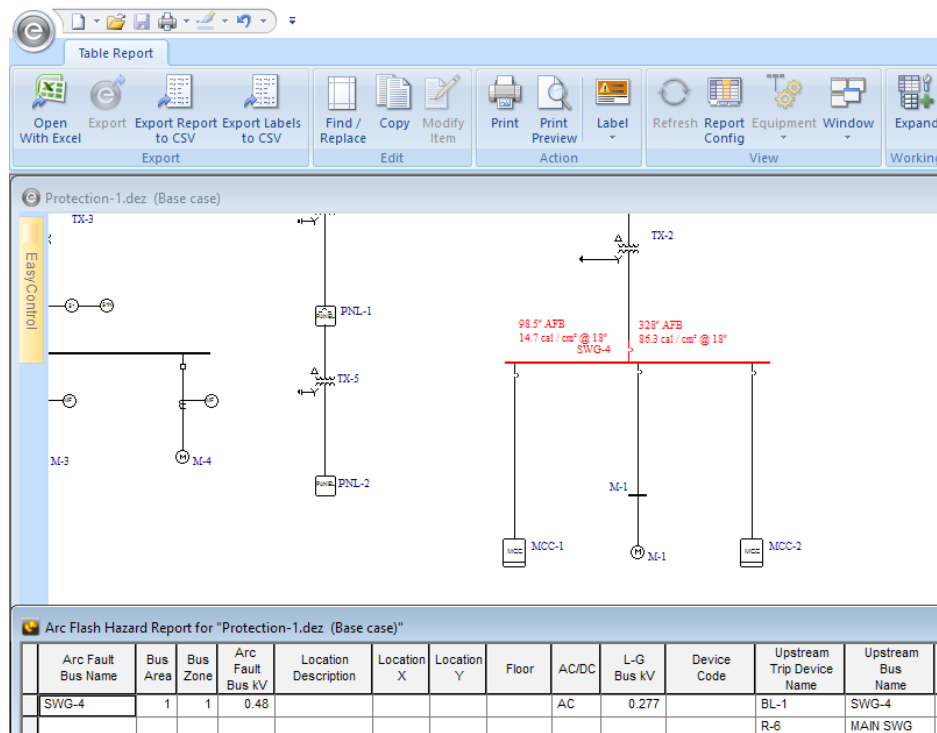 Table Report
Open With Excel
Export
Export Report to CSV
Export Labels to CSV
Find / Replace
Copy
Modify Item
Print
Print Preview
Label
Refresh
Report Config
Equipment
Window
Expand
Export
Edit
Action
View
Workin
Protection-1.dez (Base case)
EasyControl
TX-3
TX-2
PNL-1
98.5" AFB
14.7 cal / cm² @ 18"
SWG-4
328" AFB
86.3 cal / cm² @ 18"
TX-5
M-3
M-4
PANEL
PNL-2
M-1
MCC
MCC-1
M
M-1
MCC
MCC-2
Arc Flash Hazard Report for "Protection-1.dez (Base case)"
Arc Fault Bus Name
Bus Area
Bus Zone
Arc Fault Bus kV
Location Description
Location X
Location Y
Floor
AC/DC
L-G Bus kV
Device Code
Upstream Trip Device Name
Upstream Bus Name
SWG-4 1 1 0.48 AC 0.277 BL-1 SWG-4
R-6 MAIN SWG